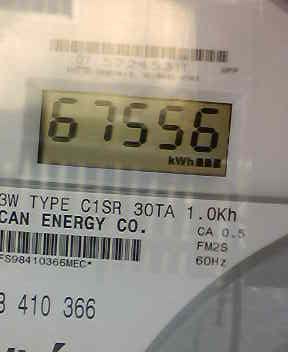 67556
kWh
3W TYPE C1SR 30TA 1.0Kh
CAN ENERGY CO.
CA 0.5
FM2S
60Hz
FS98410366MEC*
3 410 366